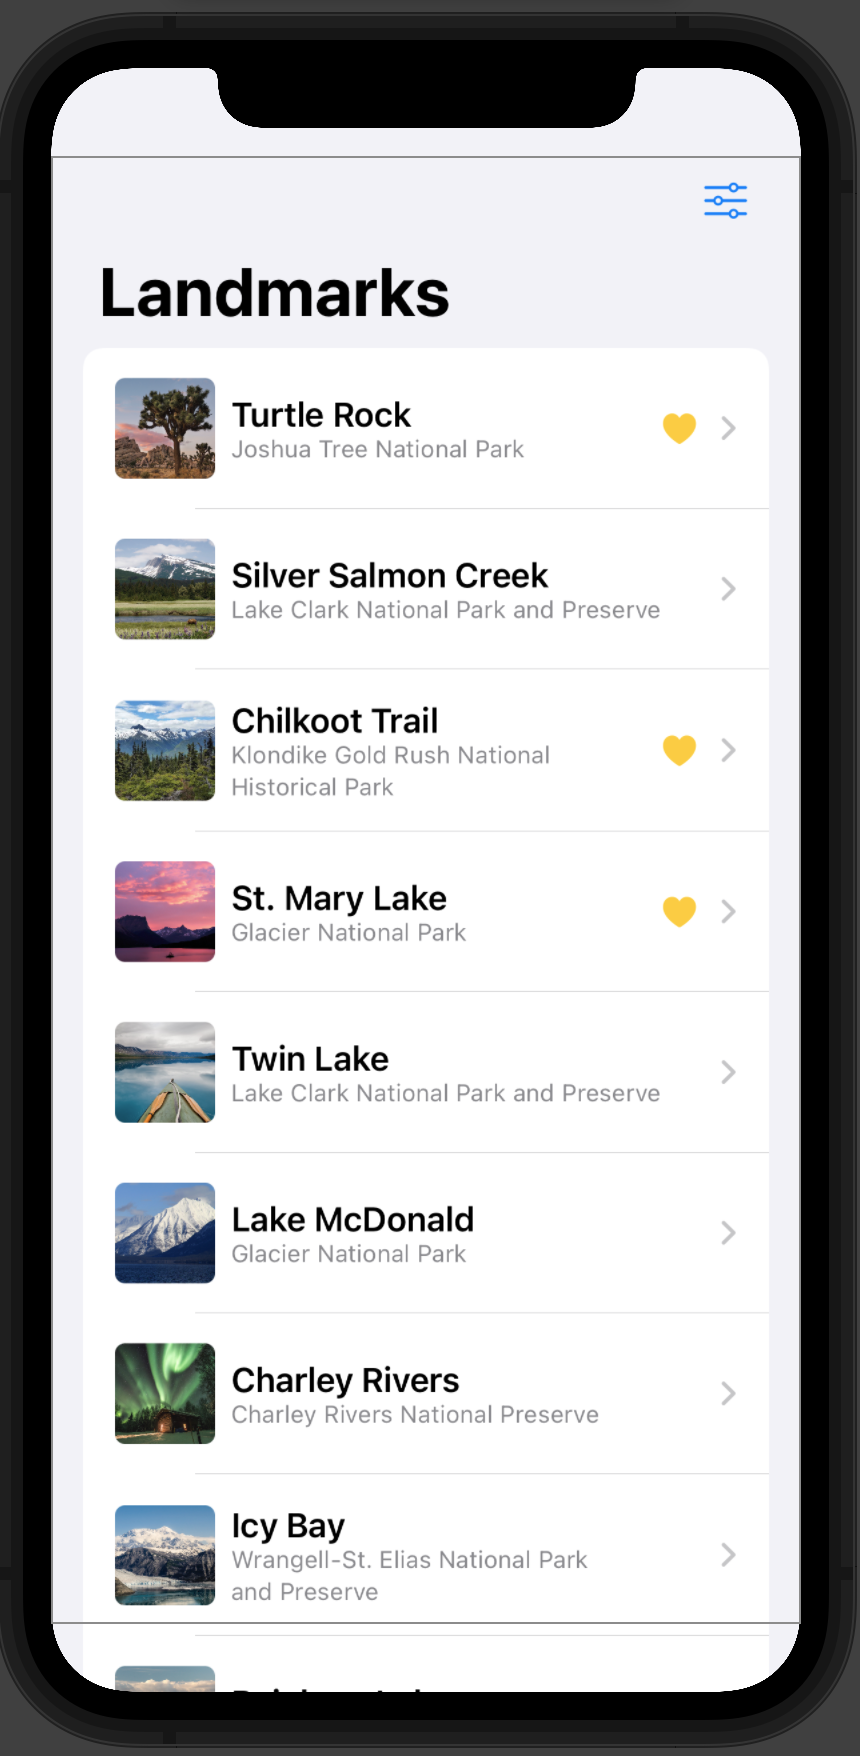 Landmarks
Turtle Rock
Joshua Tree National Park
Silver Salmon Creek
Lake Clark National Park and Preserve
Chilkoot Trail
Klondike Gold Rush National
Historical Park
St. Mary Lake
Glacier National Park
Twin Lake
Lake Clark National Park and Preserve
Lake McDonald
Glacier National Park
Charley Rivers
Charley Rivers National Preserve
Icy Bay
Wrangell-St. Elias National Park
and Preserve